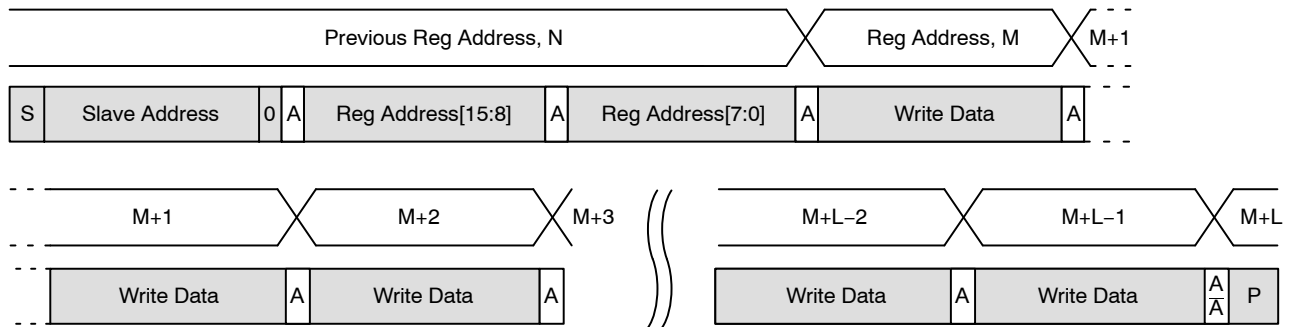 Previous Reg Address, N Reg Address, M M+1
S Slave Address 0 A Reg Address[15:8] A Reg Address[7:0] A Write Data A
M+1 M+2 M+3 M+L−2 M+L−1 M+L
Write Data A Write Data A Write Data A Write Data A/A̅ P